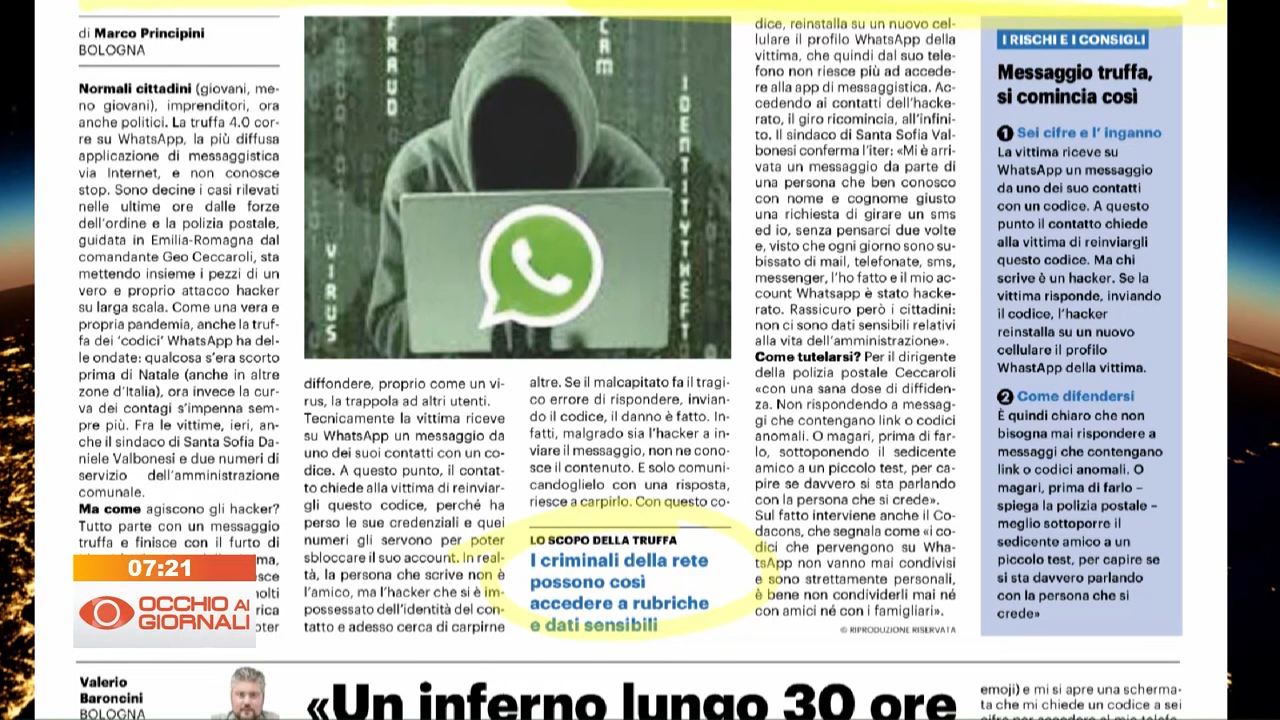 di Marco Principini
BOLOGNA
Normali cittadini (giovani, me-
no giovani), imprenditori, ora
anche politici. La truffa 4.0 cor-
re su WhatsApp, la più diffusa
applicazione di messaggistica
via Internet, e non conosce
stop. Sono decine i casi rilevati
nelle ultime ore dalle forze
dell'ordine e la polizia postale,
guidata in Emilia-Romagna dal
comandante Geo Ceccaroli, sta
mettendo insieme i pezzi di un
vero e proprio attacco hacker
su larga scala. Come una vera e
propria pandemia, anche la truf-
fa dei 'codici' WhatsApp ha del-
le ondate: qualcosa s'era scorto
prima di Natale (anche in altre
zone d'Italia), ora invece la cur-
va dei contagi s'impenna sem-
pre più. Fra le vittime, ieri, an-
che il sindaco di Santa Sofia Da-
niele Valbonesi e due numeri di
servizio dell'amministrazione
comunale.
Ma come agiscono gli hacker?
Tutto parte con un messaggio
truffa e finisce con il furto di
07:21
OCCHIO AI
GIORNALI
FRAUD
SCAM
IDENTITY THEFT
VIRUS
diffondere, proprio come un vi-
rus, la trappola ad altri utenti.
Tecnicamente la vittima riceve
su WhatsApp un messaggio da
uno dei suoi contatti con un co-
dice. A questo punto, il contat-
to chiede alla vittima di reinviar-
gli questo codice, perché ha
perso le sue credenziali e quei
numeri gli servono per poter
sbloccare il suo account. In real-
tà, la persona che scrive non è
l'amico, ma l'hacker che si è im-
possessato dell'identità del con-
tatto e adesso cerca di carpirne
altre. Se il malcapitato fa il tragi-
co errore di rispondere, invian-
do il codice, il danno è fatto. In-
fatti, malgrado sia l'hacker a in-
viare il messaggio, non ne cono-
sce il contenuto. E solo comuni-
candoglielo con una risposta,
riesce a carpirlo. Con questo co-
LO SCOPO DELLA TRUFFA
I criminali della rete
possono così
accedere a rubriche
e dati sensibili
dice, reinstalla su un nuovo cel-
lulare il profilo WhatsApp della
vittima, che quindi dal suo tele-
fono non riesce più ad accede-
re alla app di messaggistica. Ac-
cedendo ai contatti dell'hacke-
rato, il giro ricomincia, all'infini-
to. Il sindaco di Santa Sofia Val-
bonesi conferma l'iter: «Mi è arri-
vata un messaggio da parte di
una persona che ben conosco
con nome e cognome giusto
una richiesta di girare un sms
ed io, senza pensarci due volte
e, visto che ogni giorno sono su-
bissato di mail, telefonate, sms,
messenger, l'ho fatto e il mio ac-
count Whatsapp è stato hacke-
rato. Rassicuro però i cittadini:
non ci sono dati sensibili relativi
alla vita dell'amministrazione».
Come tutelarsi? Per il dirigente
della polizia postale Ceccaroli
«con una sana dose di diffiden-
za. Non rispondendo a messag-
gi che contengano link o codici
anomali. O magari, prima di far-
lo, sottoponendo il sedicente
amico a un piccolo test, per ca-
pire se davvero si sta parlando
con la persona che si crede».
Sul fatto interviene anche il Co-
dacons, che segnala come «i co-
dici che pervengono su Wha-
tsApp non vanno mai condivisi
e sono strettamente personali,
è bene non condividerli mai né
con amici né con i famigliari».
© RIPRODUZIONE RISERVATA
I RISCHI E I CONSIGLI
Messaggio truffa,
si comincia così
1 Sei cifre e l' inganno
La vittima riceve su
WhatsApp un messaggio
da uno dei suo contatti
con un codice. A questo
punto il contatto chiede
alla vittima di reinviargli
questo codice. Ma chi
scrive è un hacker. Se la
vittima risponde, inviando
il codice, l'hacker
reinstalla su un nuovo
cellulare il profilo
WhastApp della vittima.
2 Come difendersi
È quindi chiaro che non
bisogna mai rispondere a
messaggi che contengano
link o codici anomali. O
magari, prima di farlo –
spiega la polizia postale –
meglio sottoporre il
sedicente amico a un
piccolo test, per capire se
si sta davvero parlando
con la persona che si
crede»
Valerio
Baroncini
BOLOGNA
«Un inferno lungo 30 ore
emoji) e mi si apre una scherma-
ta che mi chiede un codice a sei